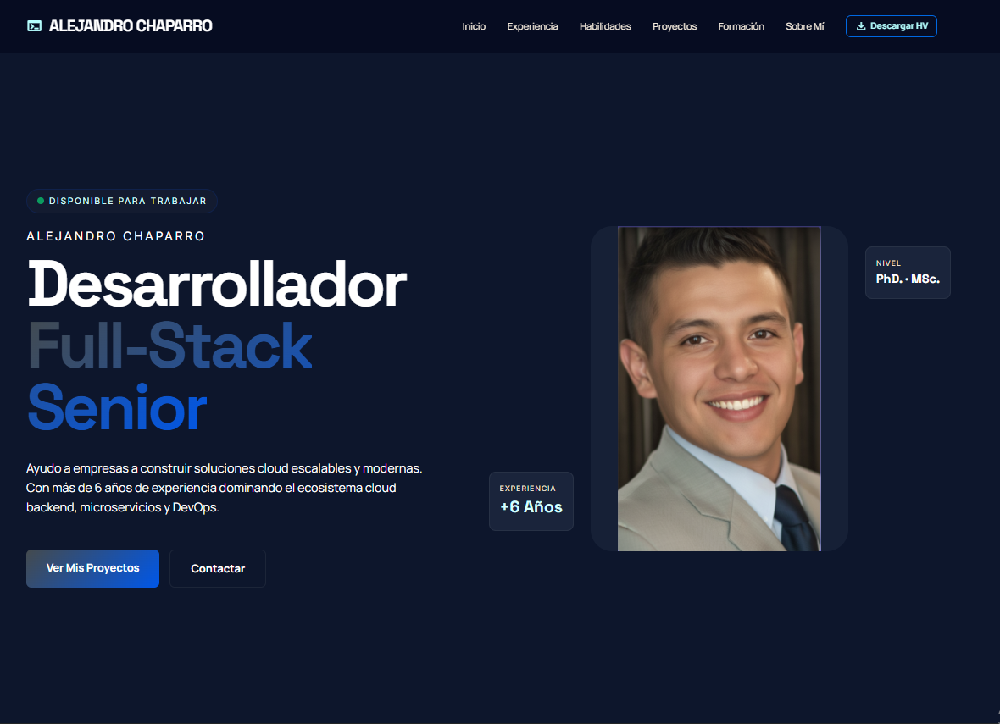 ALEJANDRO CHAPARRO
Inicio
Experiencia
Habilidades
Proyectos
Formación
Sobre Mí
Descargar HV
DISPONIBLE PARA TRABAJAR
ALEJANDRO CHAPARRO
Desarrollador
Full-Stack
Senior
Ayudo a empresas a construir soluciones cloud escalables y modernas.
Con más de 6 años de experiencia dominando el ecosistema cloud
backend, microservicios y DevOps.
Ver Mis Proyectos
Contactar
EXPERIENCIA
+6 Años
NIVEL
PhD. · MSc.